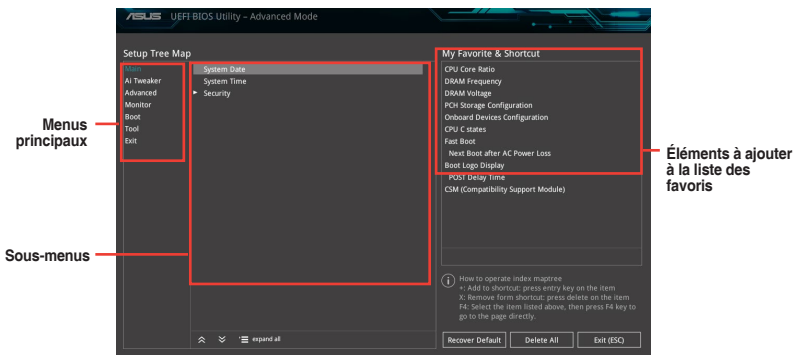 ASUS UEFI BIOS Utility – Advanced Mode
Setup Tree Map
Main
Ai Tweaker
Advanced
Monitor
Boot
Tool
Exit
System Date
System Time
Security
My Favorite & Shortcut
CPU Core Ratio
DRAM Frequency
DRAM Voltage
PCH Storage Configuration
Onboard Devices Configuration
CPU C states
Fast Boot
Next Boot after AC Power Loss
Boot Logo Display
POST Delay Time
CSM (Compatibility Support Module)
How to operate index maptree
+: Add to shortcut: press entry key on the item
X: Remove form shortcut: press delete on the item
F4: Select the item listed above, then press F4 key to
go to the page directly.
expand all
Recover Default
Delete All
Exit (ESC)
Menus
principaux
Sous-menus
Éléments à ajouter
à la liste des
favoris